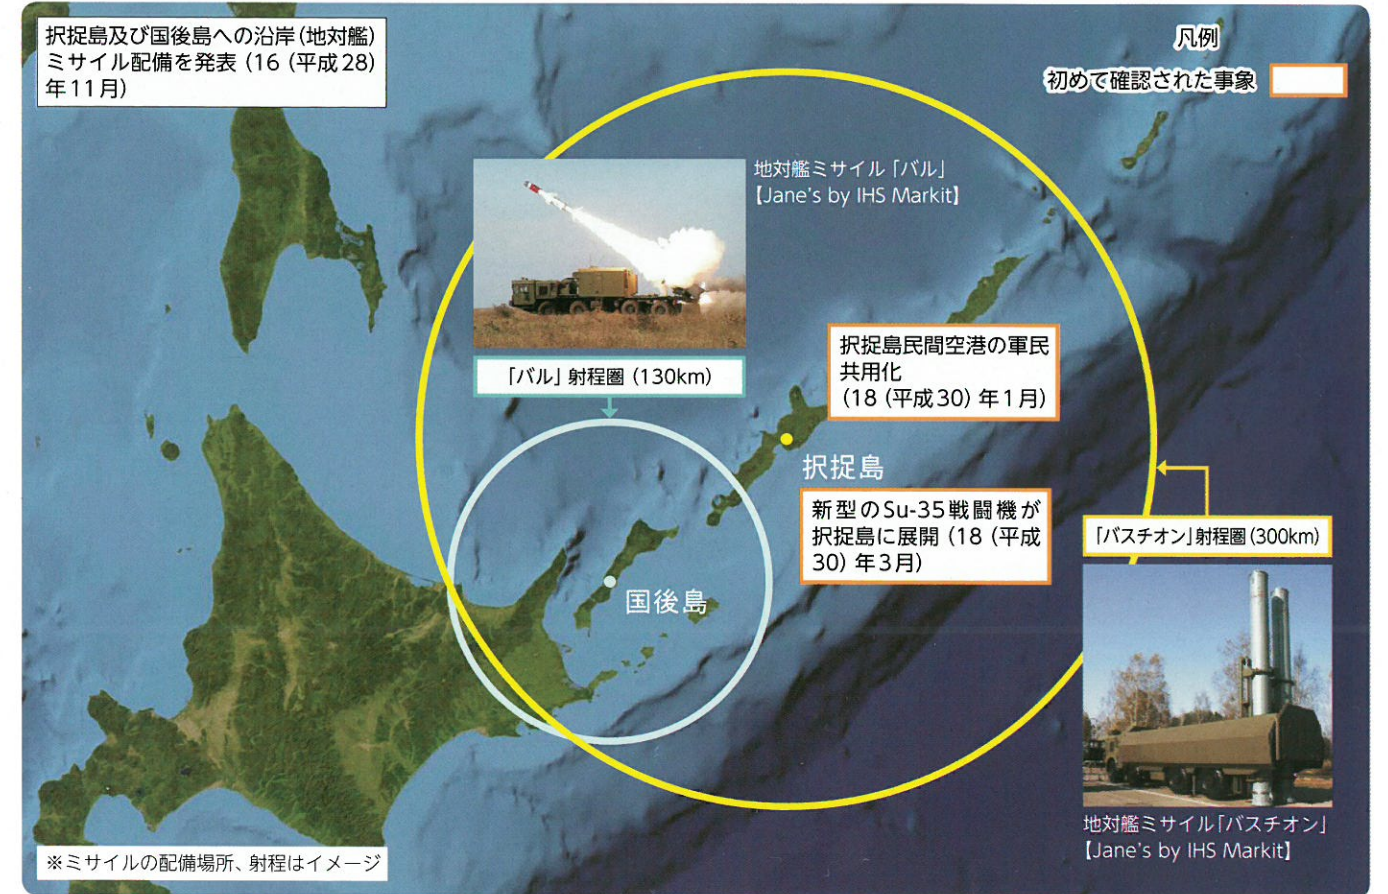 択捉島及び国後島への沿岸(地対艦)
ミサイル配備を発表(16(平成28)
年11月)
凡例
初めて確認された事象
地対艦ミサイル「バル」
【Jane's by IHS Markit】
「バル」射程圏(130km)
択捉島民間空港の軍民
共用化
(18(平成30)年1月)
択捉島
新型のSu-35戦闘機が
択捉島に展開(18(平成
30)年3月)
「バスチオン」射程圏(300km)
国後島
地対艦ミサイル「バスチオン」
【Jane's by IHS Markit】
※ミサイルの配備場所、射程はイメージ